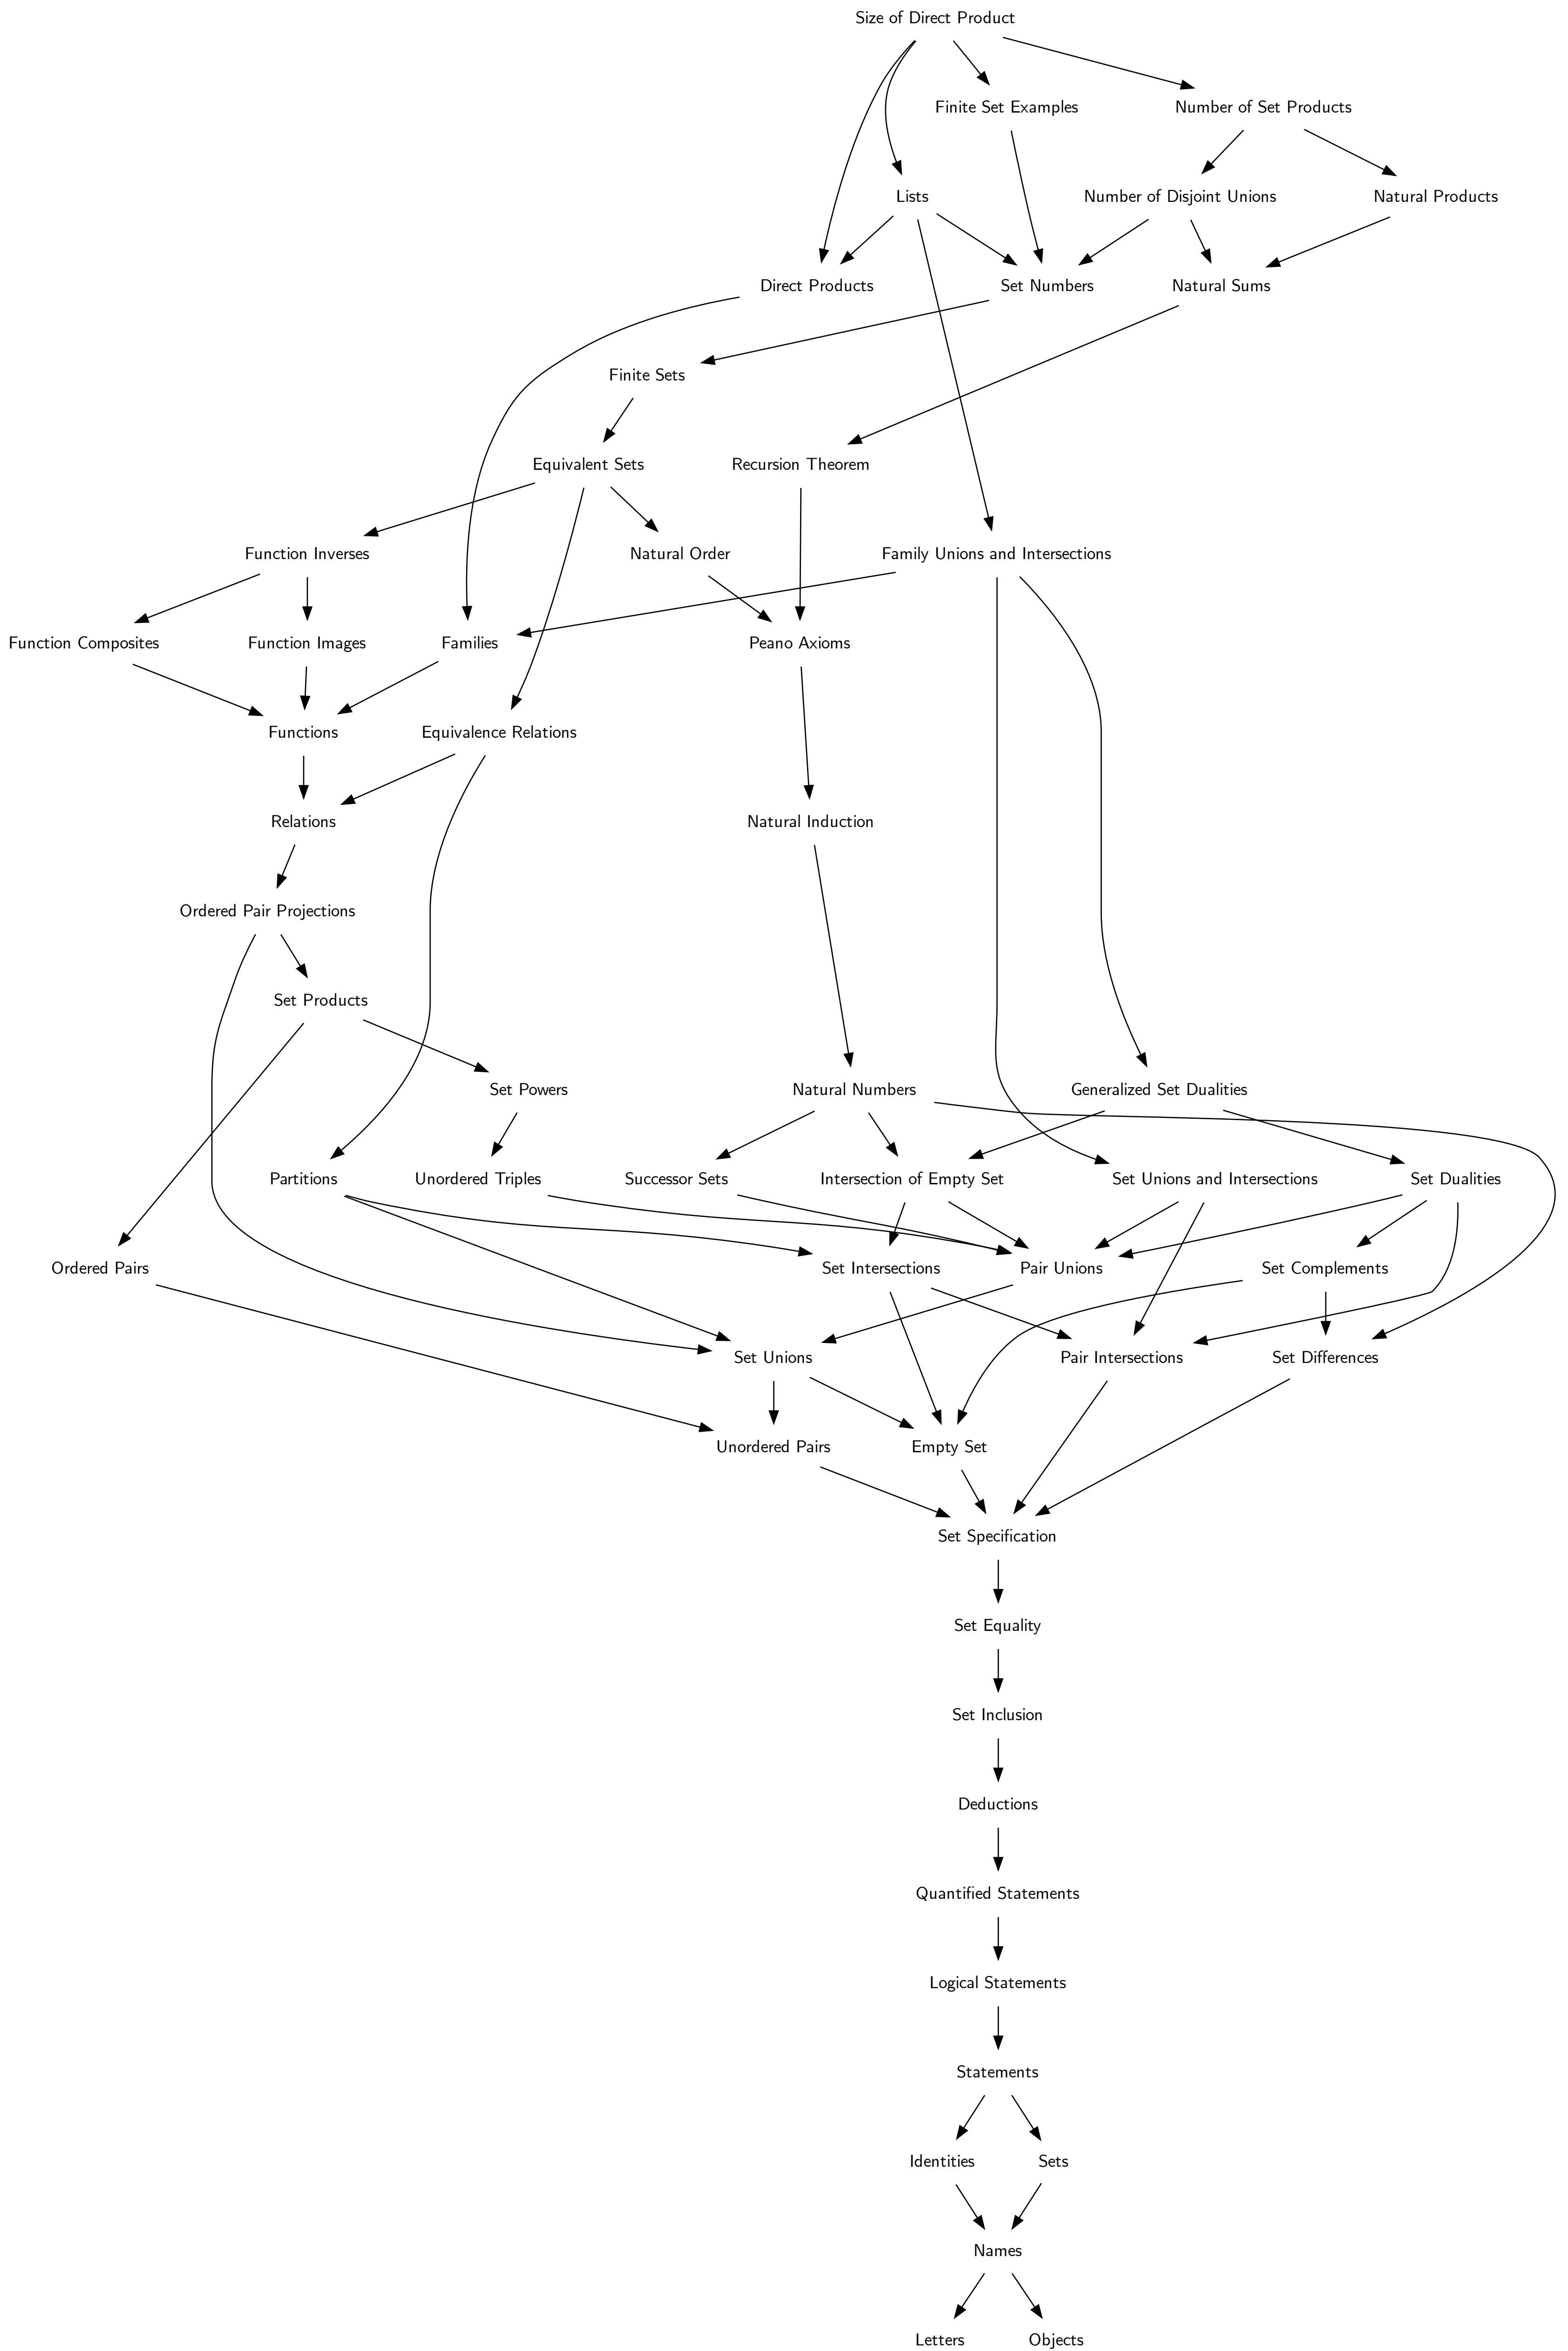 Size of Direct Product
Finite Set Examples
Number of Set Products
Lists
Number of Disjoint Unions
Natural Products
Direct Products
Set Numbers
Natural Sums
Finite Sets
Equivalent Sets
Recursion Theorem
Function Inverses
Natural Order
Family Unions and Intersections
Function Composites
Function Images
Families
Peano Axioms
Functions
Equivalence Relations
Relations
Natural Induction
Ordered Pair Projections
Set Products
Set Powers
Natural Numbers
Generalized Set Dualities
Partitions
Unordered Triples
Successor Sets
Intersection of Empty Set
Set Unions and Intersections
Set Dualities
Ordered Pairs
Set Intersections
Pair Unions
Set Complements
Set Unions
Pair Intersections
Set Differences
Unordered Pairs
Empty Set
Set Specification
Set Equality
Set Inclusion
Deductions
Quantified Statements
Logical Statements
Statements
Identities
Sets
Names
Letters
Objects